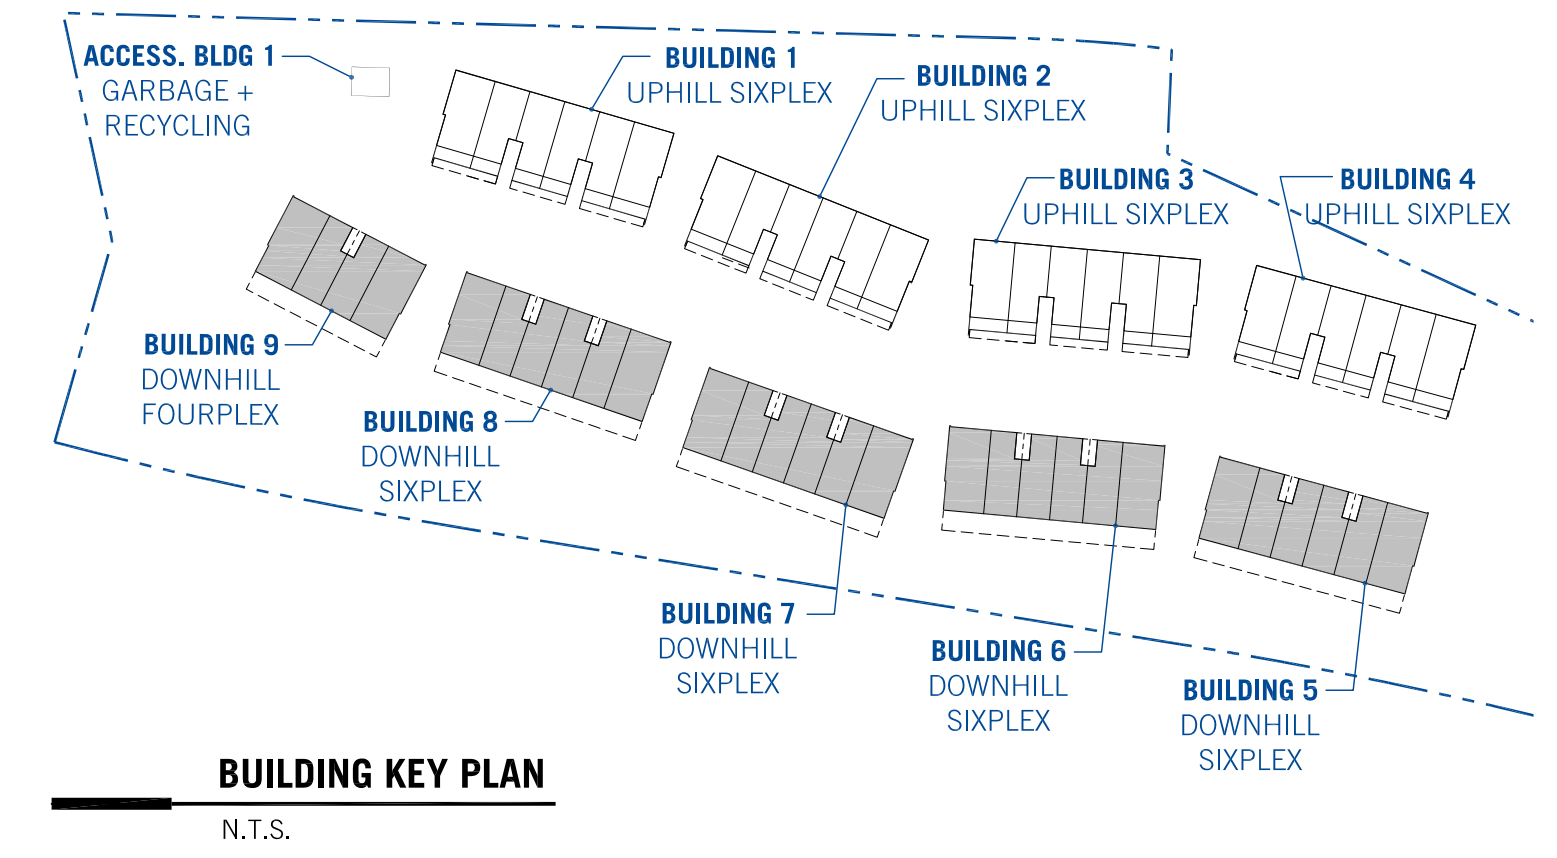 ACCESS. BLDG 1
GARBAGE +
RECYCLING
BUILDING 1
UPHILL SIXPLEX
BUILDING 2
UPHILL SIXPLEX
BUILDING 3
UPHILL SIXPLEX
BUILDING 4
UPHILL SIXPLEX
BUILDING 9
DOWNHILL
FOURPLEX
BUILDING 8
DOWNHILL
SIXPLEX
BUILDING 7
DOWNHILL
SIXPLEX
BUILDING 6
DOWNHILL
SIXPLEX
BUILDING 5
DOWNHILL
SIXPLEX
BUILDING KEY PLAN
N.T.S.